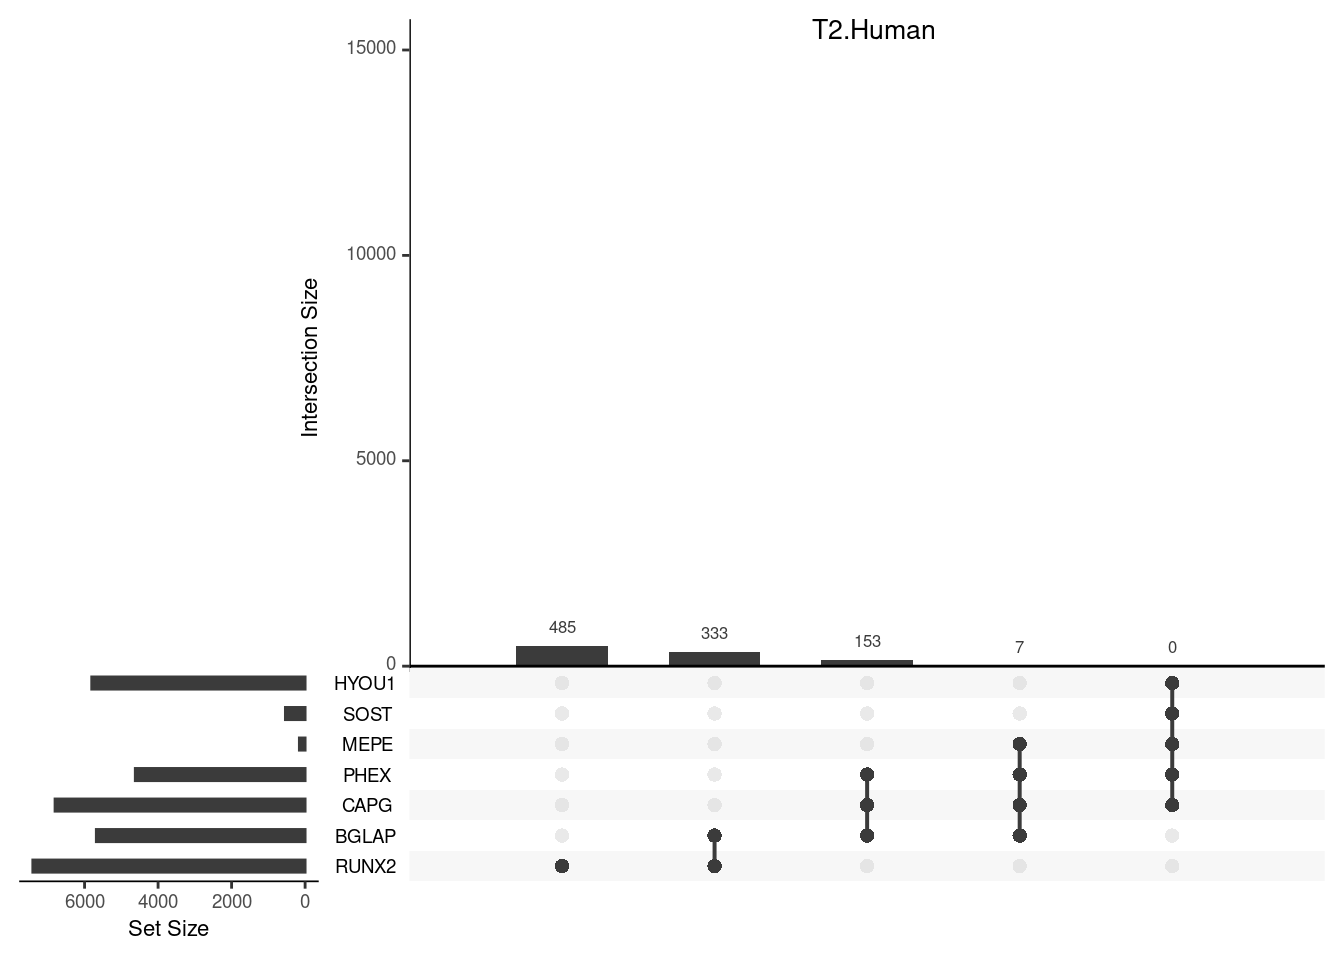 T2.Human
15000
10000
5000
0
Intersection Size
485
333
153
7
0
HYOU1
SOST
MEPE
PHEX
CAPG
BGLAP
RUNX2
6000 4000 2000 0
Set Size